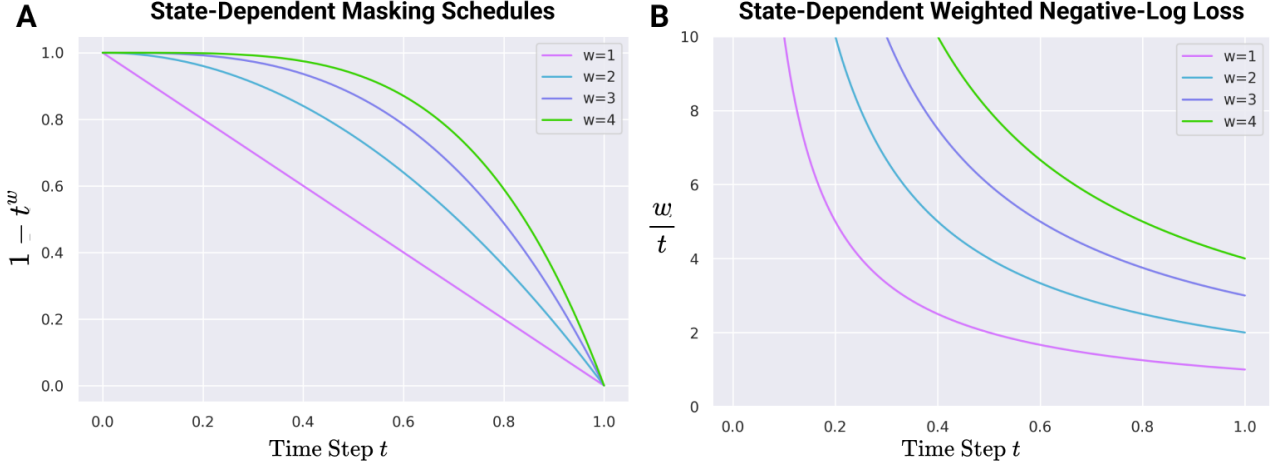 A
State-Dependent Masking Schedules
1.0
0.8
0.6
0.4
0.2
0.0
1 − t^w
w=1
w=2
w=3
w=4
0.0 0.2 0.4 0.6 0.8 1.0
Time Step t
B
State-Dependent Weighted Negative-Log Loss
10
8
6
4
2
0
w
t
w=1
w=2
w=3
w=4
0.0 0.2 0.4 0.6 0.8 1.0
Time Step t